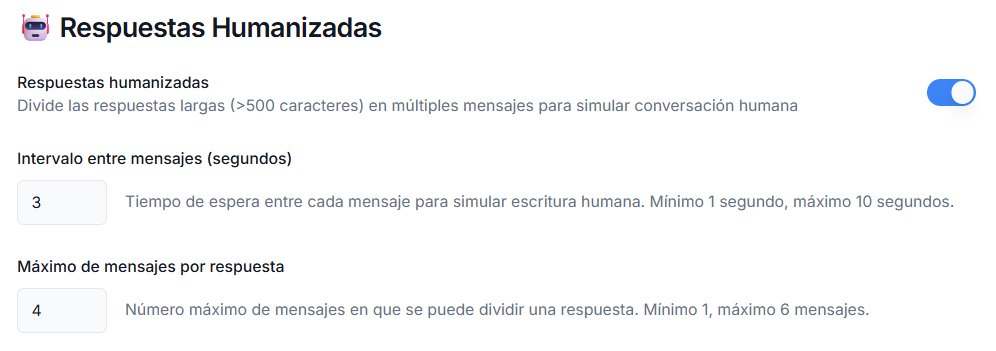 Respuestas Humanizadas
Respuestas humanizadas
Divide las respuestas largas (>500 caracteres) en múltiples mensajes para simular conversación humana
Intervalo entre mensajes (segundos)
3
Tiempo de espera entre cada mensaje para simular escritura humana. Mínimo 1 segundo, máximo 10 segundos.
Máximo de mensajes por respuesta
4
Número máximo de mensajes en que se puede dividir una respuesta. Mínimo 1, máximo 6 mensajes.